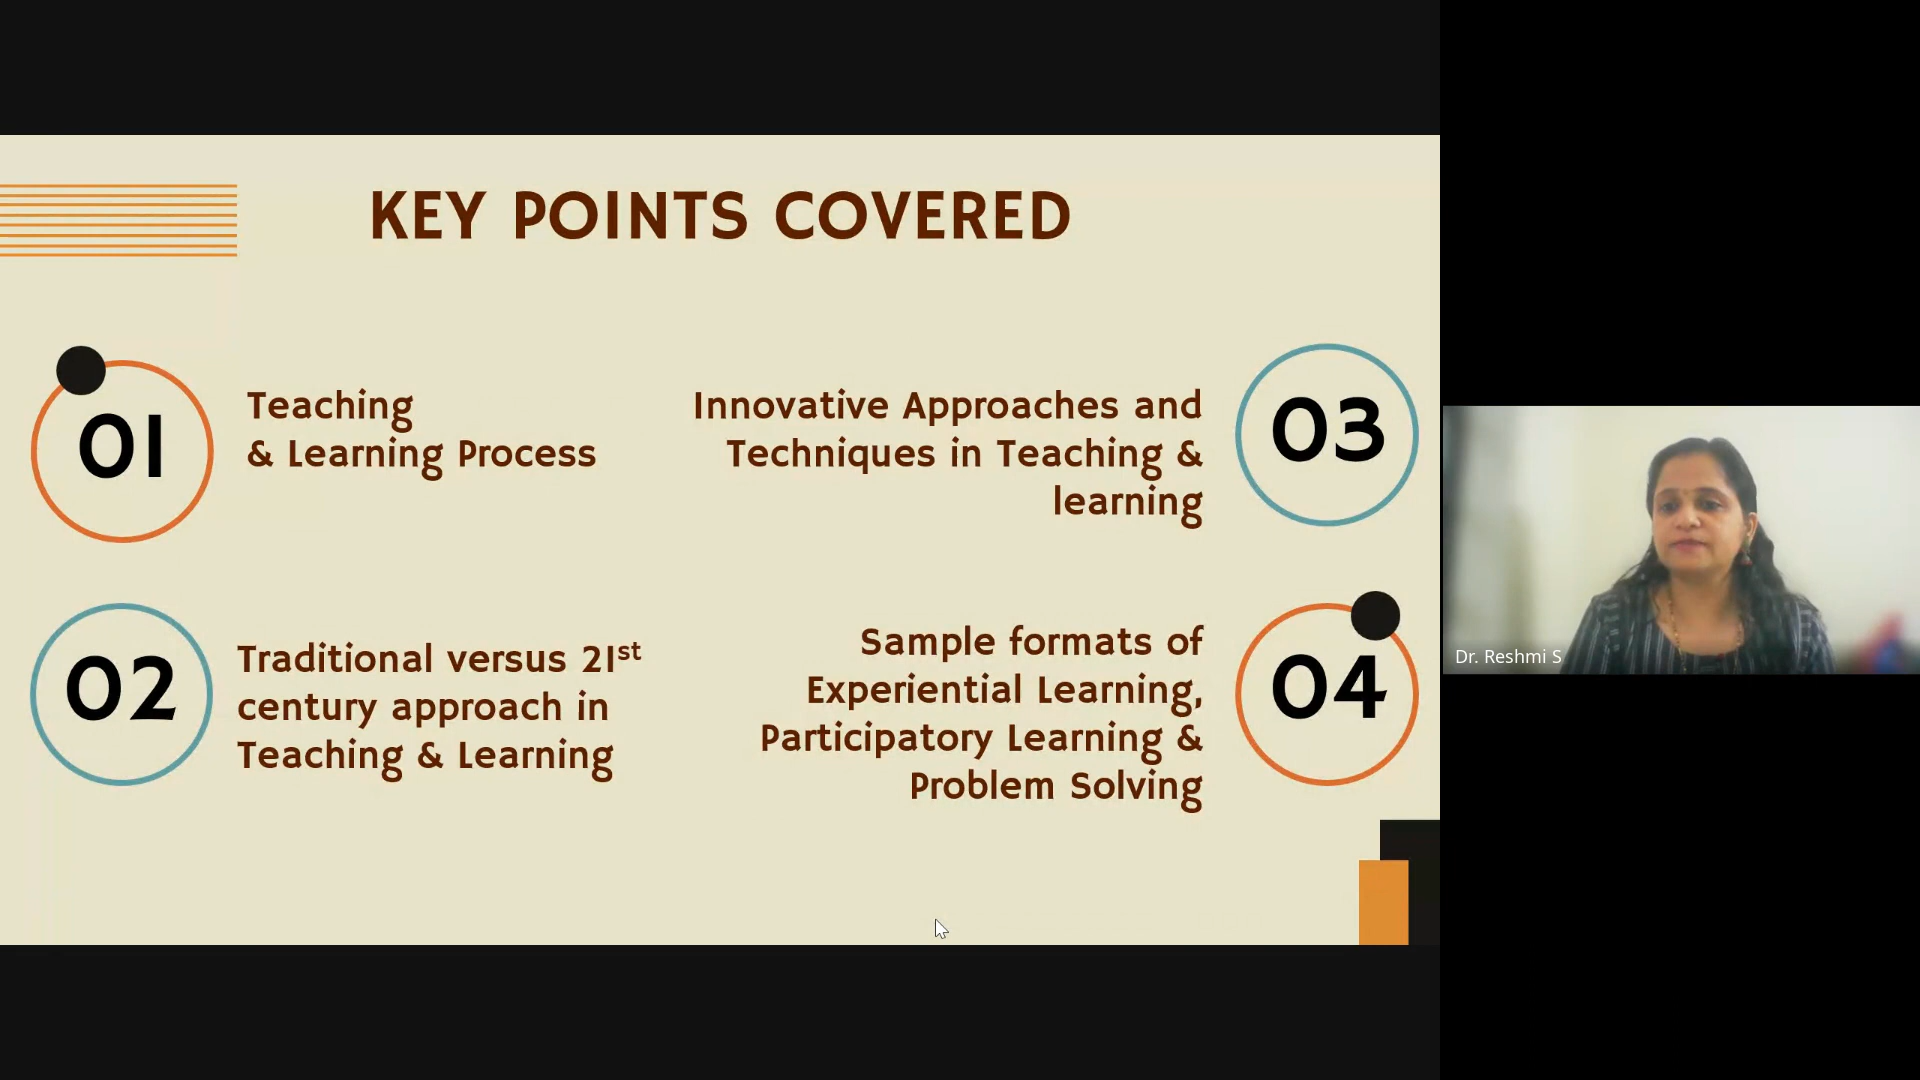 KEY POINTS COVERED
01
Teaching
& Learning Process
02
Traditional versus 21st
century approach in
Teaching & Learning
Innovative Approaches and
Techniques in Teaching &
learning
03
Sample formats of
Experiential Learning,
Participatory Learning &
Problem Solving
04
Dr. Reshmi S